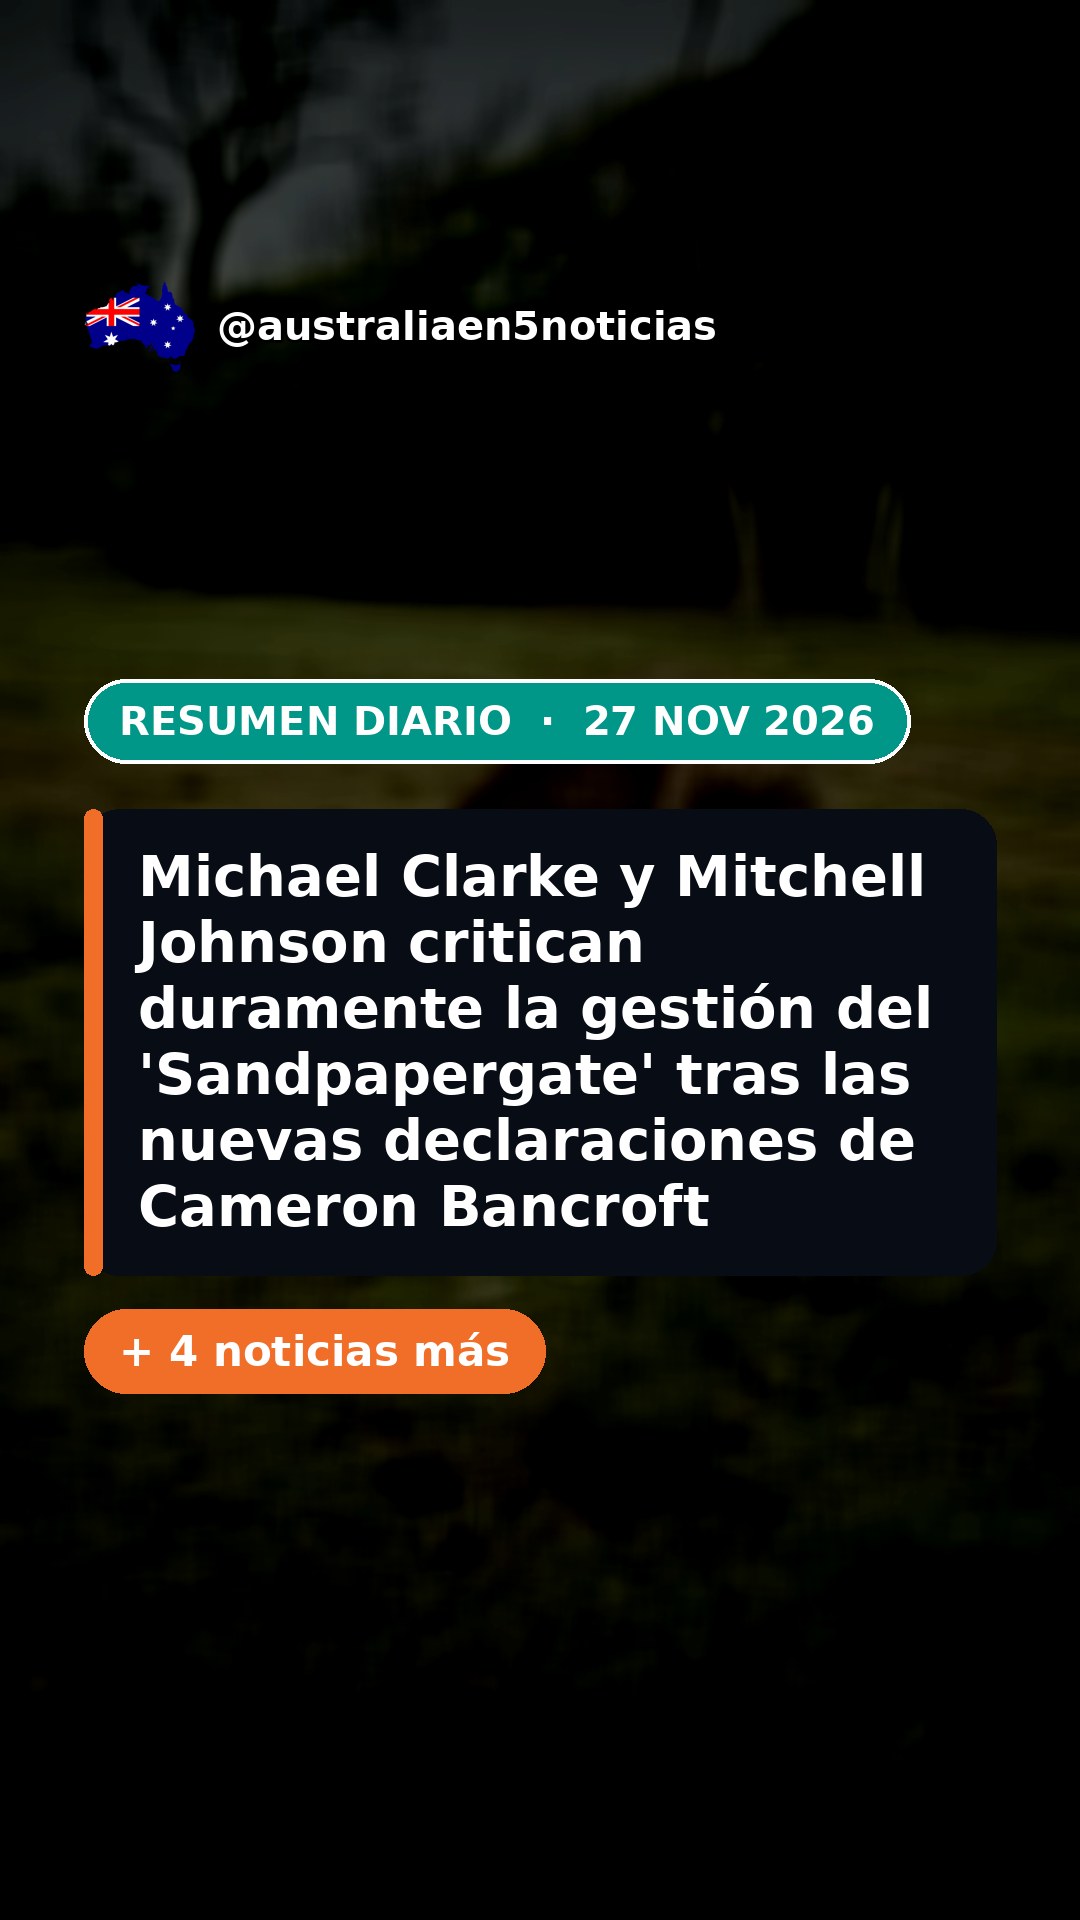 @australiaen5noticias
RESUMEN DIARIO · 27 NOV 2026
Michael Clarke y Mitchell
Johnson critican
duramente la gestión del
'Sandpapergate' tras las
nuevas declaraciones de
Cameron Bancroft
+ 4 noticias más